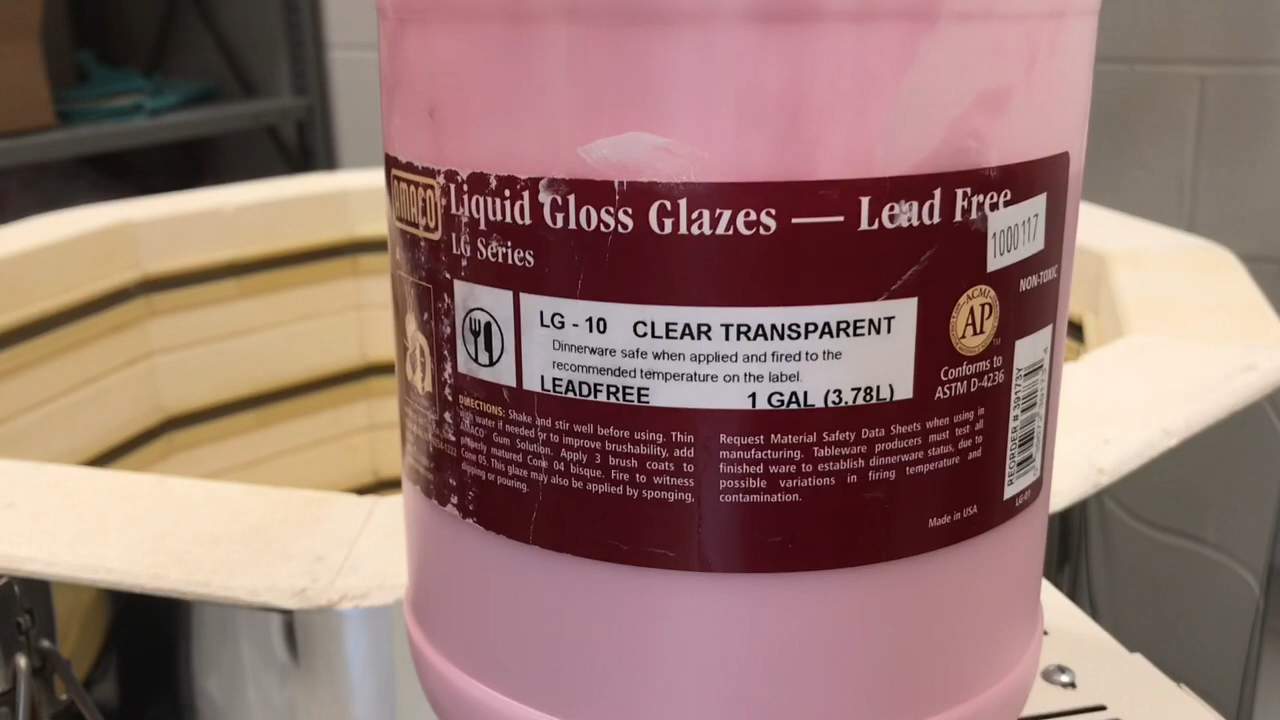 AMACO
Liquid Gloss Glazes — Lead Free
LG Series
1000117
NON-TOXIC
LG - 10 CLEAR TRANSPARENT
Dinnerware safe when applied and fired to the
recommended temperature on the label.
LEADFREE 1 GAL (3.78L)
ACMI
AP
TM
Conforms to
ASTM D-4236
DIRECTIONS: Shake and stir well before using. Thin
with water if needed or to improve brushability, add
AMACO® Gum Solution. Apply 3 brush coats to
properly matured Cone 04 bisque. Fire to witness
Cone 05. This glaze may also be applied by sponging,
dipping or pouring.
Request Material Safety Data Sheets when using in
manufacturing. Tableware producers must test all
finished ware to establish dinnerware status, due to
possible variations in firing temperature and
contamination.
REORDER # 39173Y
Made in USA
LG-01